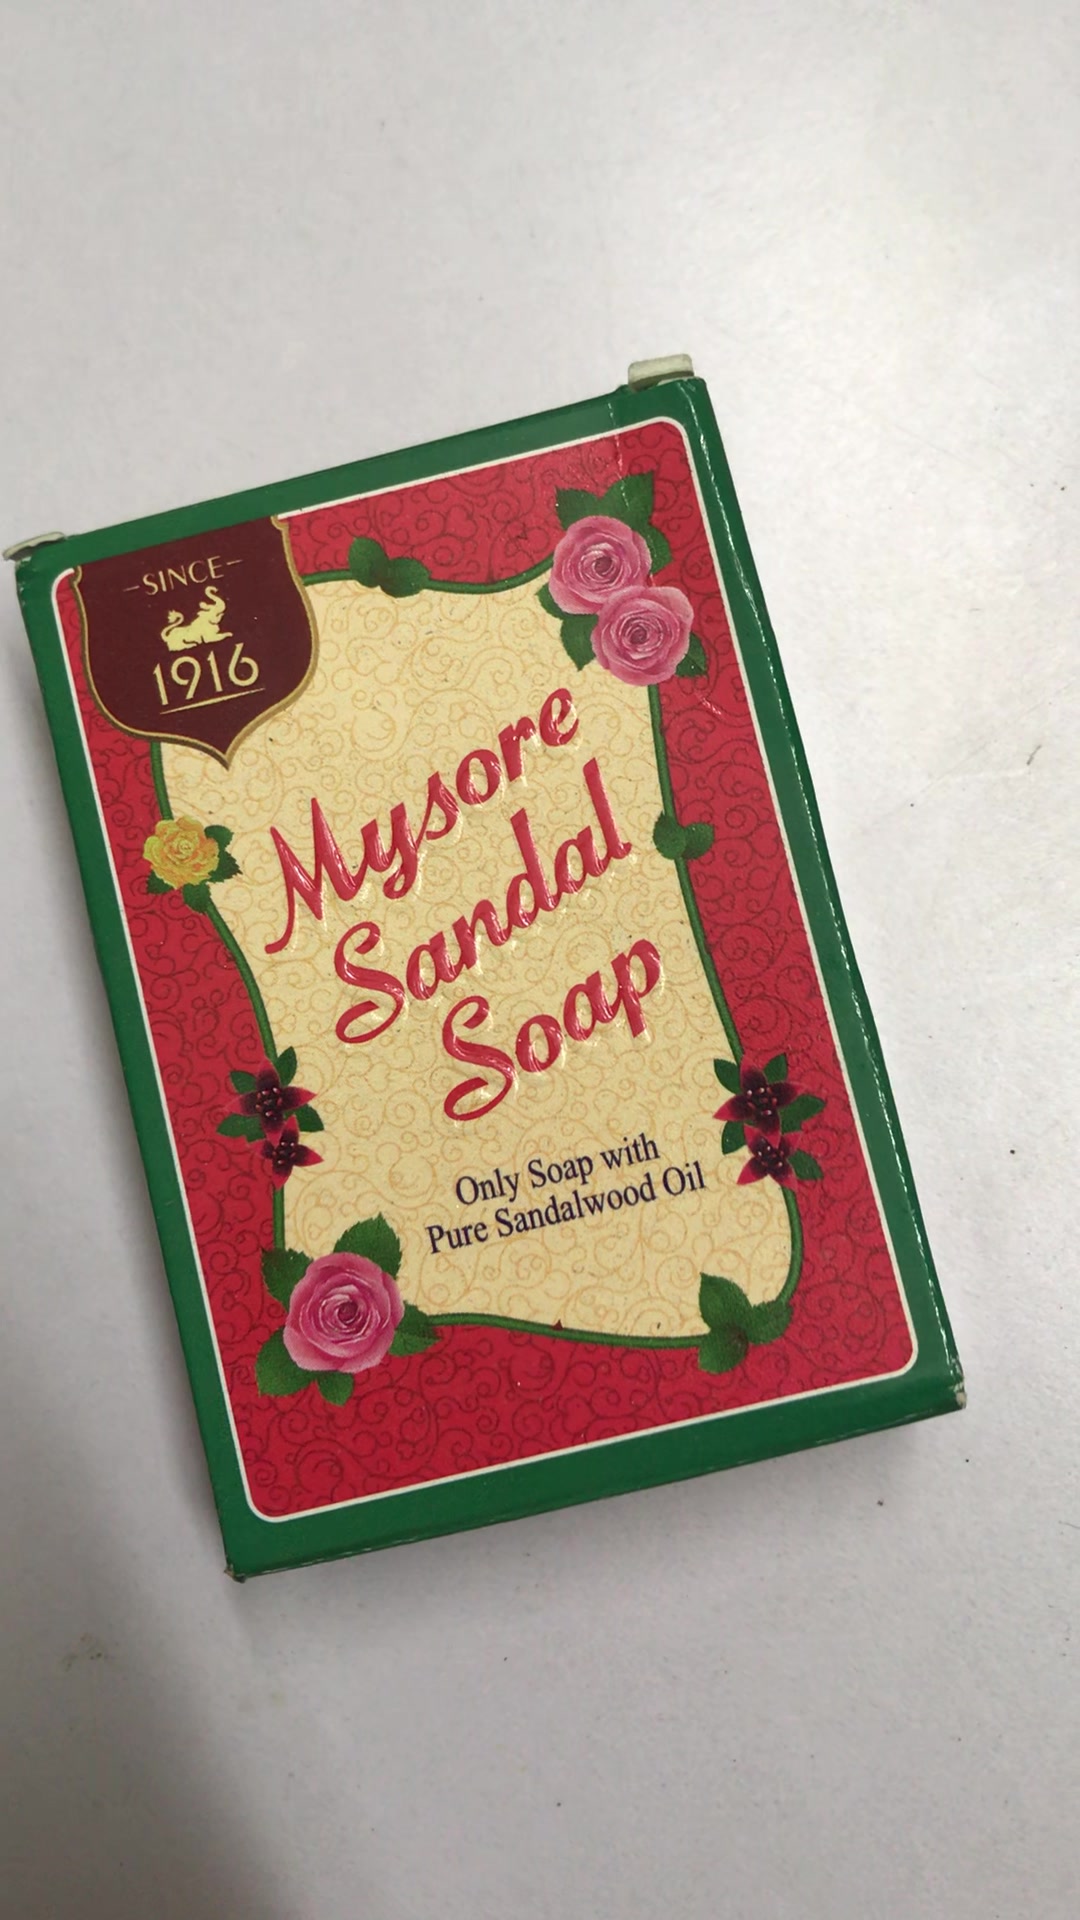 -SINCE-
1916
Mysore
Sandal
Soap
Only Soap with
Pure Sandalwood Oil